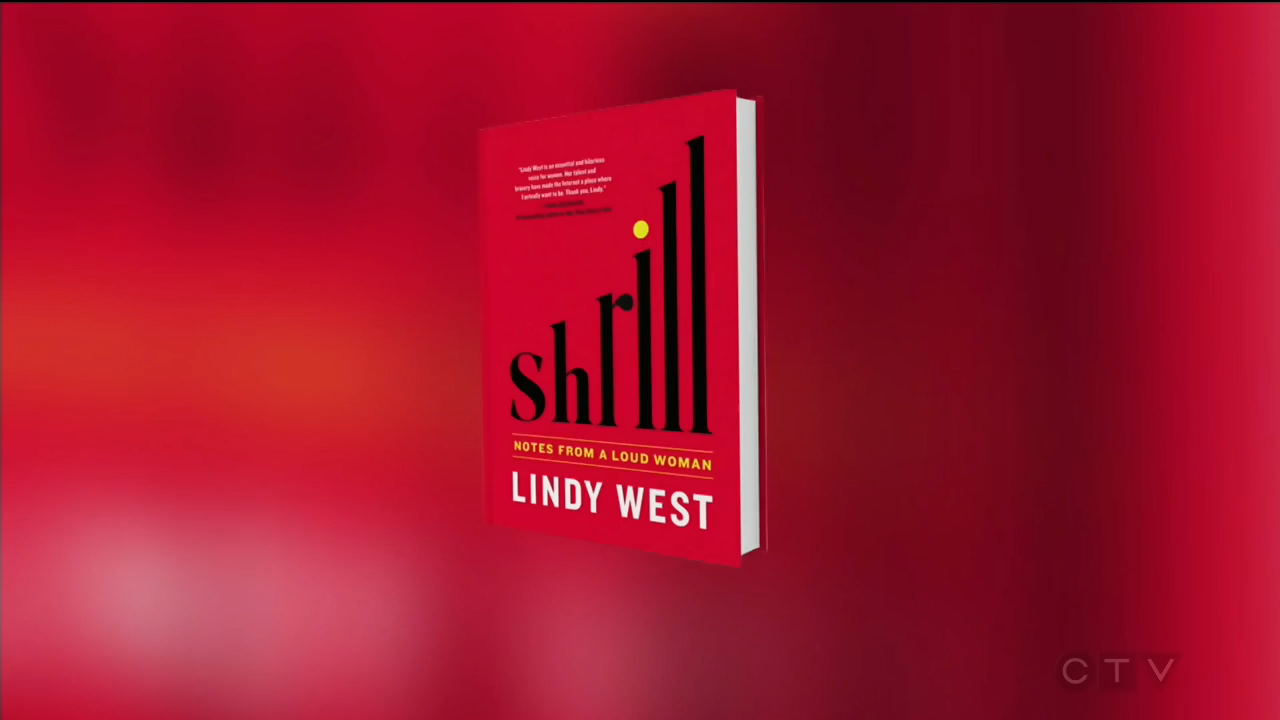 "Lindy West is an essential and hilarious
voice for women. Her talent and
bravery have made the Internet a place where
I actually want to be. Thank you, Lindy."
shrill
NOTES FROM A LOUD WOMAN
LINDY WEST
CTV